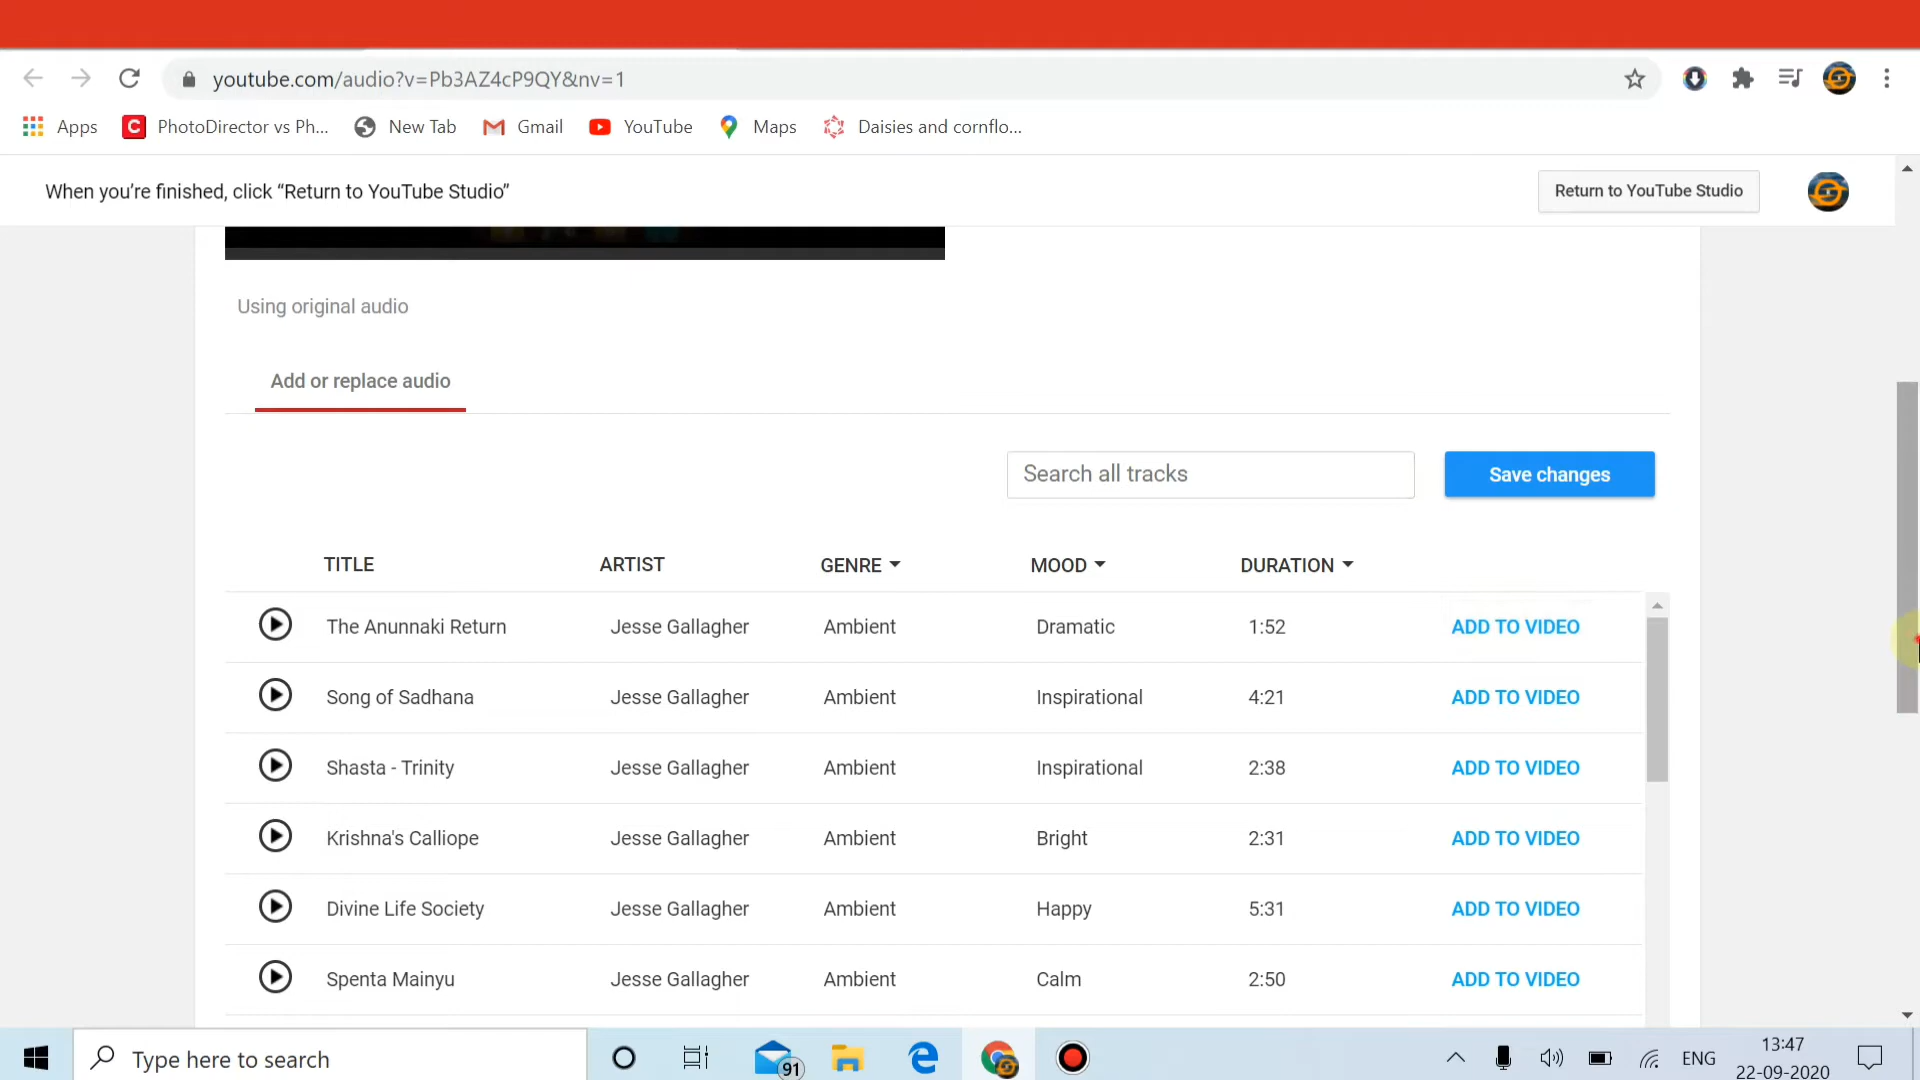 youtube.com/audio?v=Pb3AZ4cP9QY&nv=1
Apps PhotoDirector vs Ph... New Tab Gmail YouTube Maps Daisies and cornflo...
When you’re finished, click “Return to YouTube Studio” Return to YouTube Studio
Using original audio
Add or replace audio
Search all tracks Save changes
TITLE ARTIST GENRE MOOD DURATION
The Anunnaki Return Jesse Gallagher Ambient Dramatic 1:52 ADD TO VIDEO
Song of Sadhana Jesse Gallagher Ambient Inspirational 4:21 ADD TO VIDEO
Shasta - Trinity Jesse Gallagher Ambient Inspirational 2:38 ADD TO VIDEO
Krishna's Calliope Jesse Gallagher Ambient Bright 2:31 ADD TO VIDEO
Divine Life Society Jesse Gallagher Ambient Happy 5:31 ADD TO VIDEO
Spenta Mainyu Jesse Gallagher Ambient Calm 2:50 ADD TO VIDEO
Type here to search 91 ENG 13:47
22-09-2020